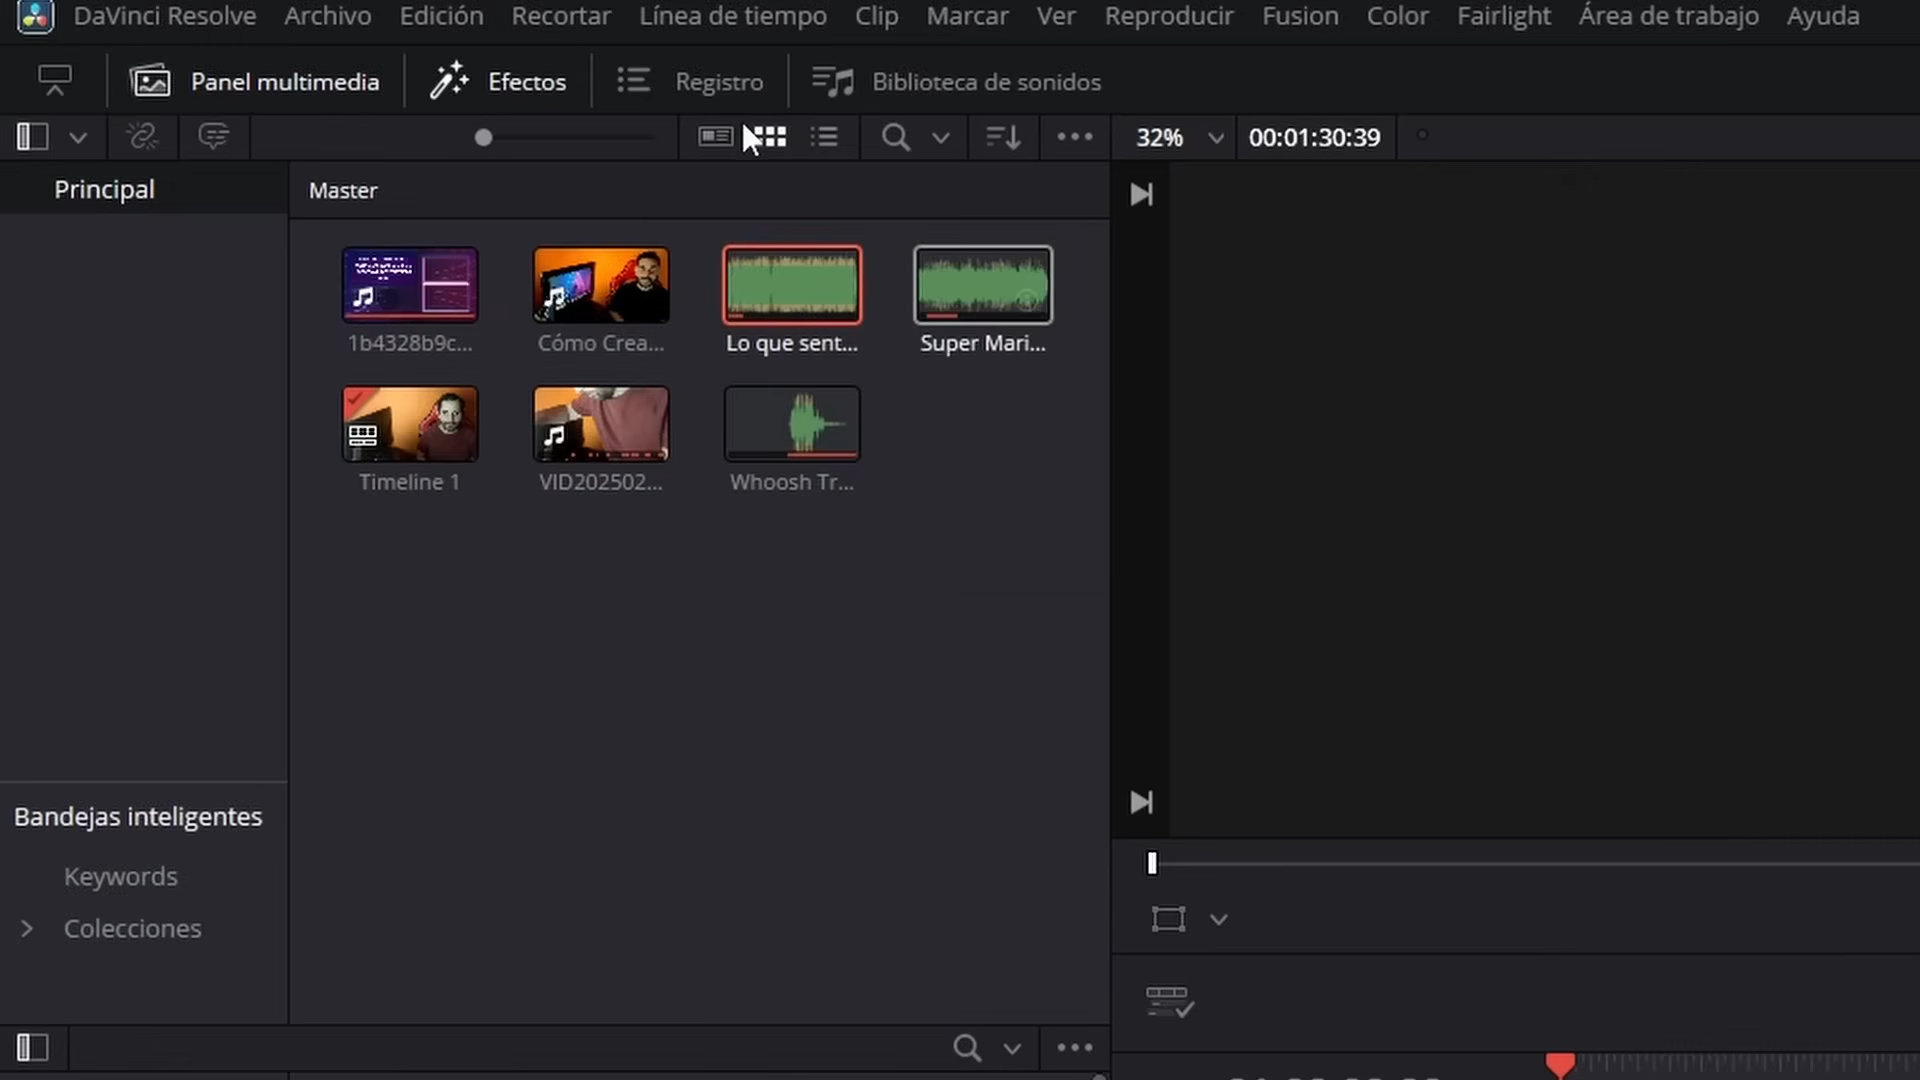 DaVinci Resolve Archivo Edición Recortar Línea de tiempo Clip Marcar Ver Reproducir Fusion Color Fairlight Área de trabajo Ayuda
Panel multimedia Efectos Registro Biblioteca de sonidos
32% 00:01:30:39
Principal
Master
1b4328b9c...
Cómo Crea...
Lo que sent...
Super Mari...
Timeline 1
VID202502...
Whoosh Tr...
Bandejas inteligentes
Keywords
Colecciones